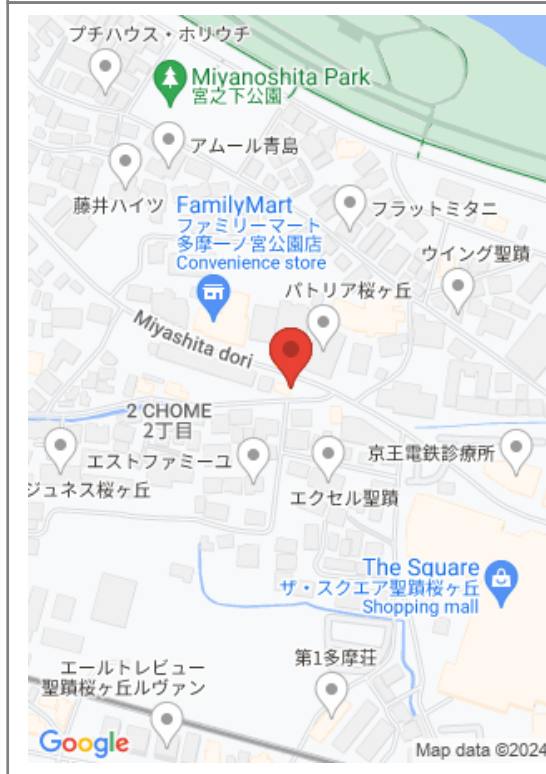 プチハウス・ホリウチ
Miyanoshita Park
宮之下公園
アムール青島
藤井ハイツ
FamilyMart
ファミリーマート
多摩一ノ宮公園店
Convenience store
フラットミタニ
ウイング聖蹟
パトリア桜ヶ丘
Miyashita dori
2 CHOME
2丁目
エストファミーユ
京王電鉄診療所
ジュネス桜ヶ丘
エクセル聖蹟
The Square
ザ・スクエア聖蹟桜ヶ丘
Shopping mall
第1多摩荘
エールトレビュー
聖蹟桜ヶ丘ルヴァン
Google
Map data ©2024